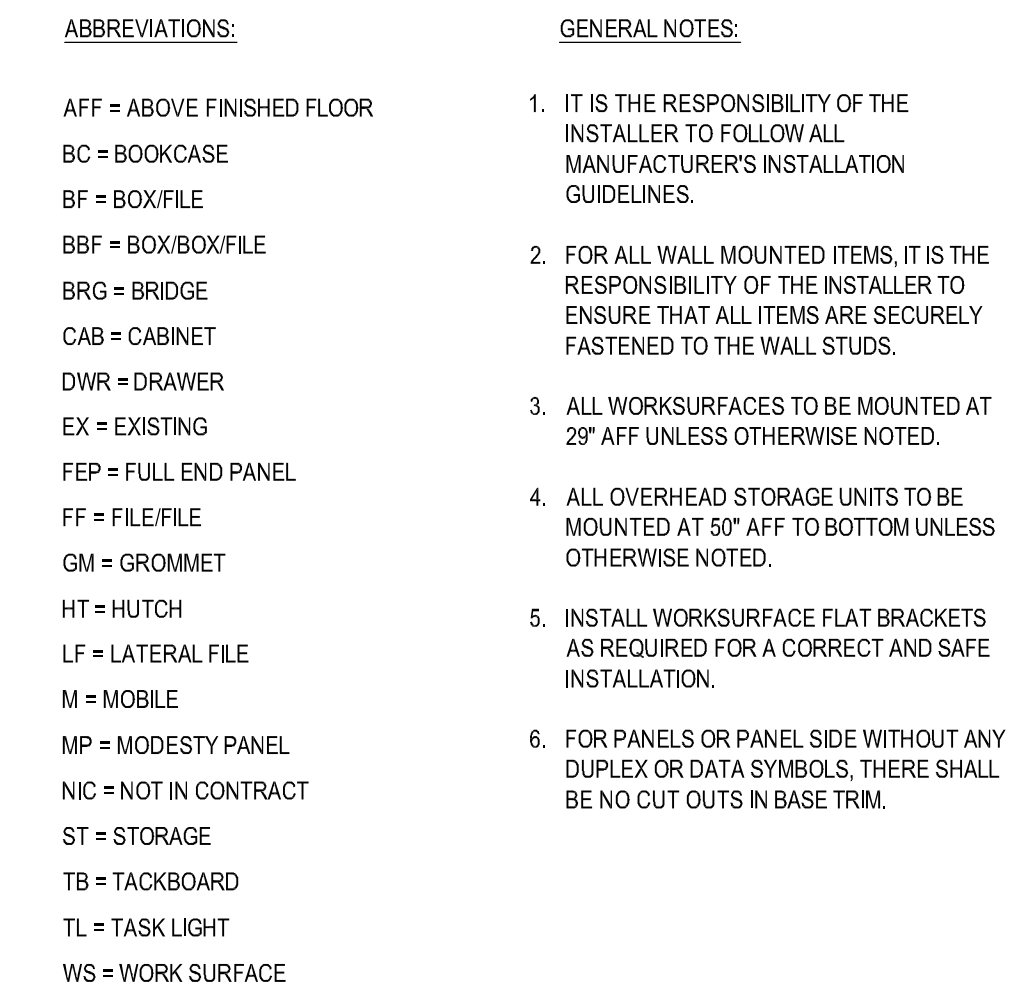 ABBREVIATIONS:
AFF = ABOVE FINISHED FLOOR
BC = BOOKCASE
BF = BOX/FILE
BBF = BOX/BOX/FILE
BRG = BRIDGE
CAB = CABINET
DWR = DRAWER
EX = EXISTING
FEP = FULL END PANEL
FF = FILE/FILE
GM = GROMMET
HT = HUTCH
LF = LATERAL FILE
M = MOBILE
MP = MODESTY PANEL
NIC = NOT IN CONTRACT
ST = STORAGE
TB = TACKBOARD
TL = TASK LIGHT
WS = WORK SURFACE
GENERAL NOTES:
1. IT IS THE RESPONSIBILITY OF THE
INSTALLER TO FOLLOW ALL
MANUFACTURER'S INSTALLATION
GUIDELINES.
2. FOR ALL WALL MOUNTED ITEMS, IT IS THE
RESPONSIBILITY OF THE INSTALLER TO
ENSURE THAT ALL ITEMS ARE SECURELY
FASTENED TO THE WALL STUDS.
3. ALL WORKSURFACES TO BE MOUNTED AT
29" AFF UNLESS OTHERWISE NOTED.
4. ALL OVERHEAD STORAGE UNITS TO BE
MOUNTED AT 50" AFF TO BOTTOM UNLESS
OTHERWISE NOTED.
5. INSTALL WORKSURFACE FLAT BRACKETS
AS REQUIRED FOR A CORRECT AND SAFE
INSTALLATION.
6. FOR PANELS OR PANEL SIDE WITHOUT ANY
DUPLEX OR DATA SYMBOLS, THERE SHALL
BE NO CUT OUTS IN BASE TRIM.